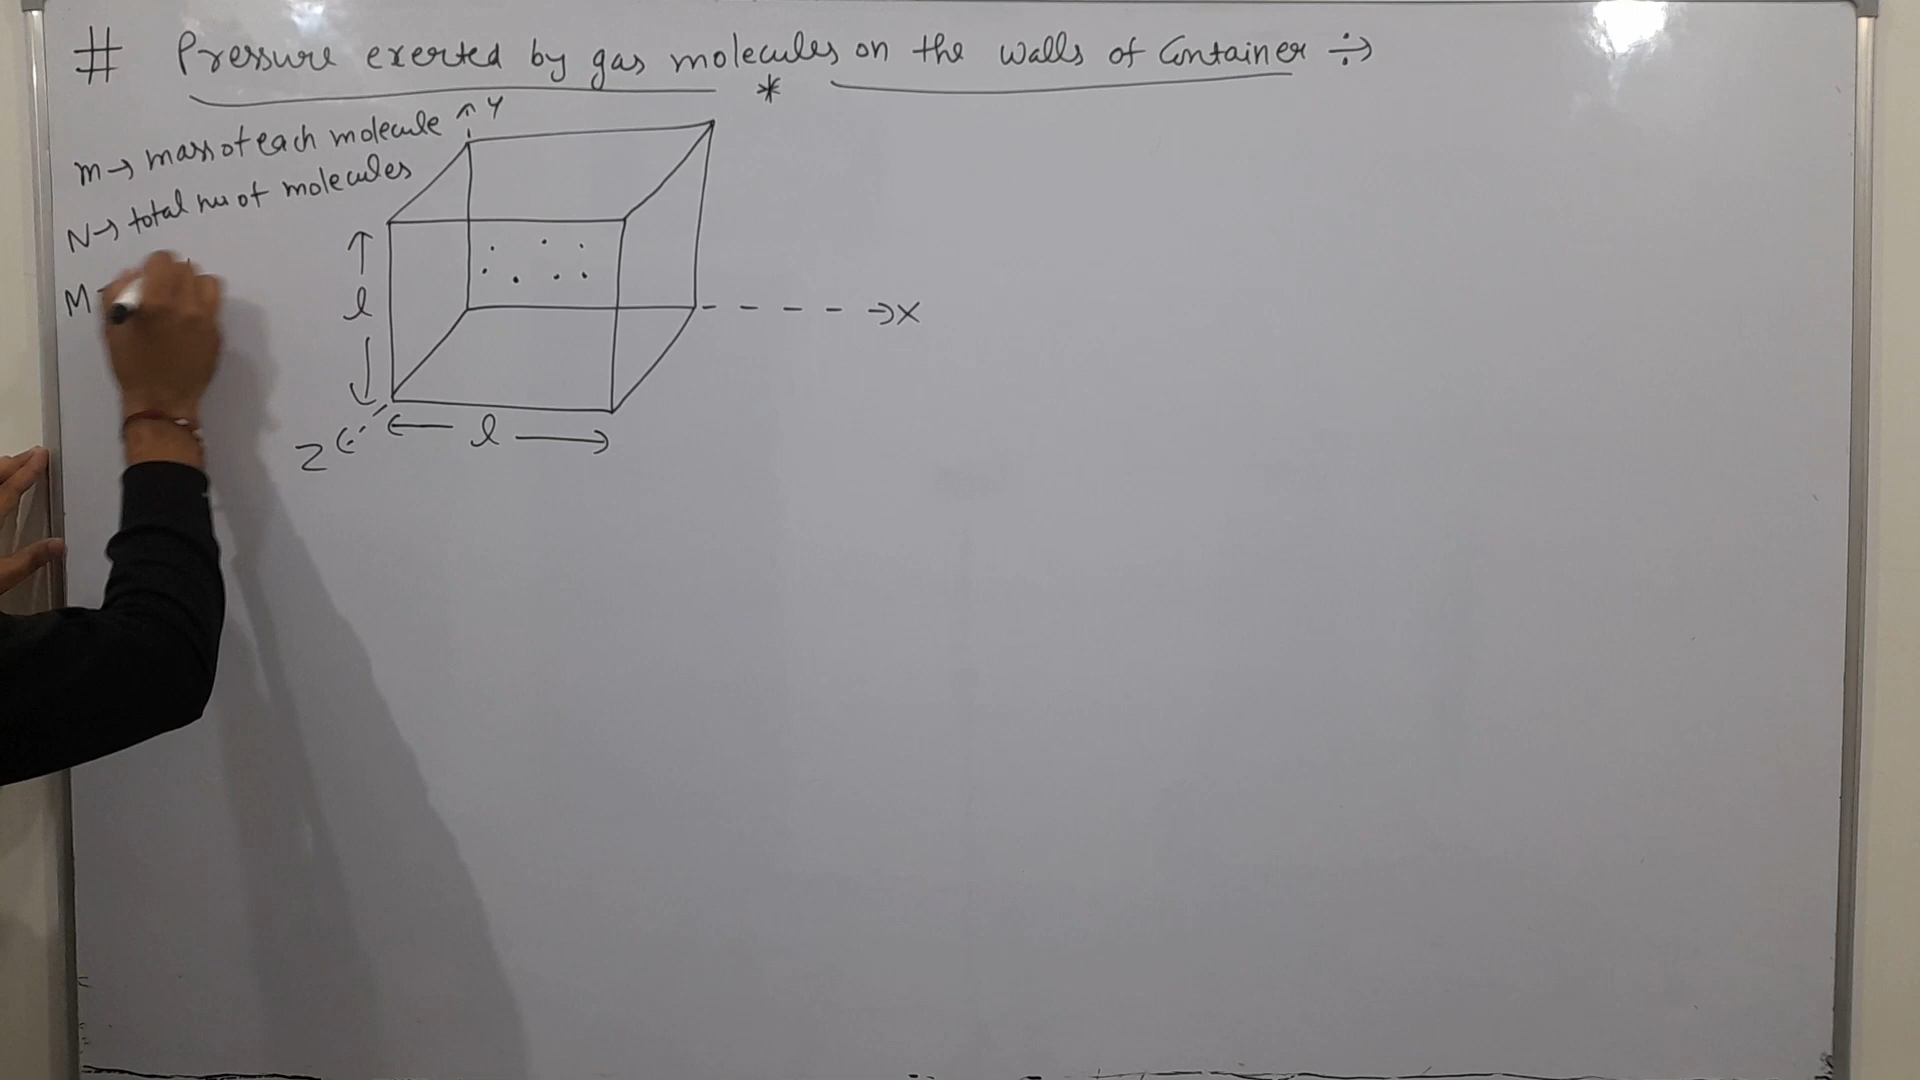 # Pressure exerted by gas molecules on the walls of Container ÷→
*
m → mass of each molecule
N → total no of molecules
M
Y
l
X
Z
l